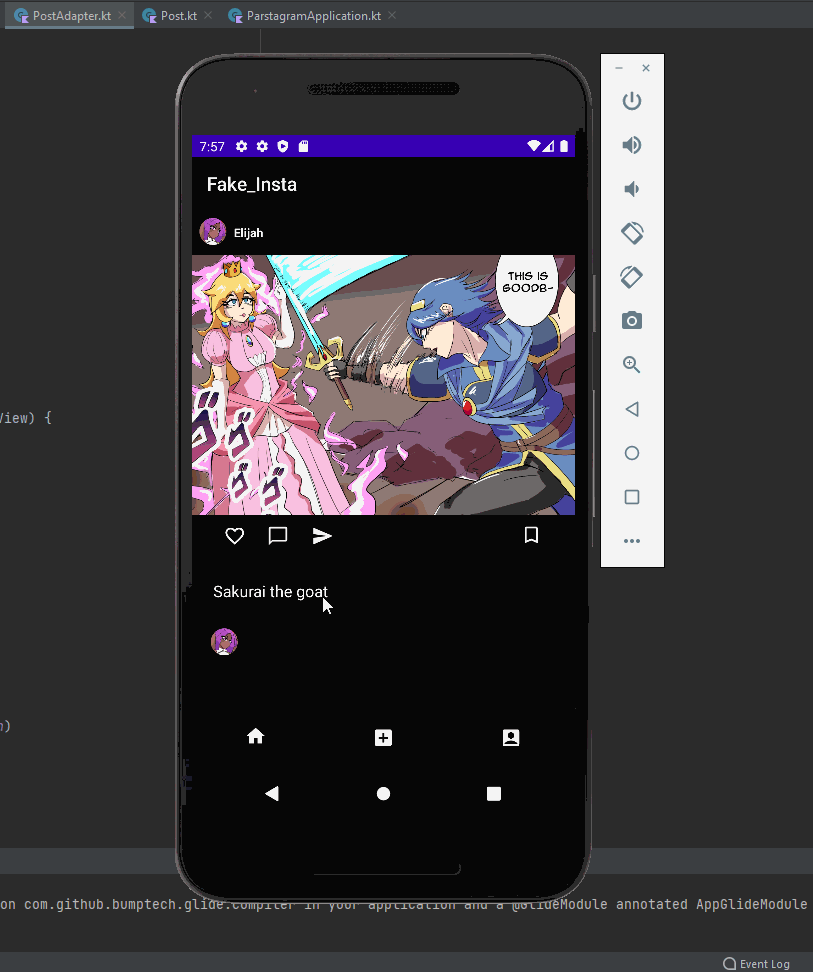 PostAdapter.kt
Post.kt
ParstagramApplication.kt
7:57
Fake_Insta
Elijah
THIS IS
GOODB-
View) {
Sakurai the goat
)
on com.github.bumptech.glide:compiler in your application and a @GlideModule annotated AppGlideModule
Event Log